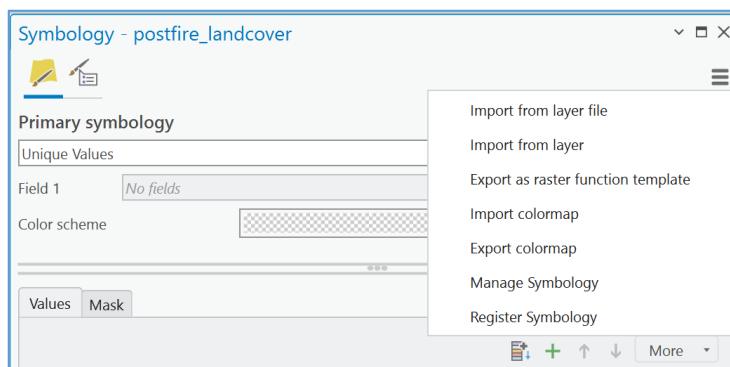 Symbology - postfire_landcover
Primary symbology
Unique Values
Field 1 No fields
Color scheme
Values Mask
Import from layer file
Import from layer
Export as raster function template
Import colormap
Export colormap
Manage Symbology
Register Symbology
More